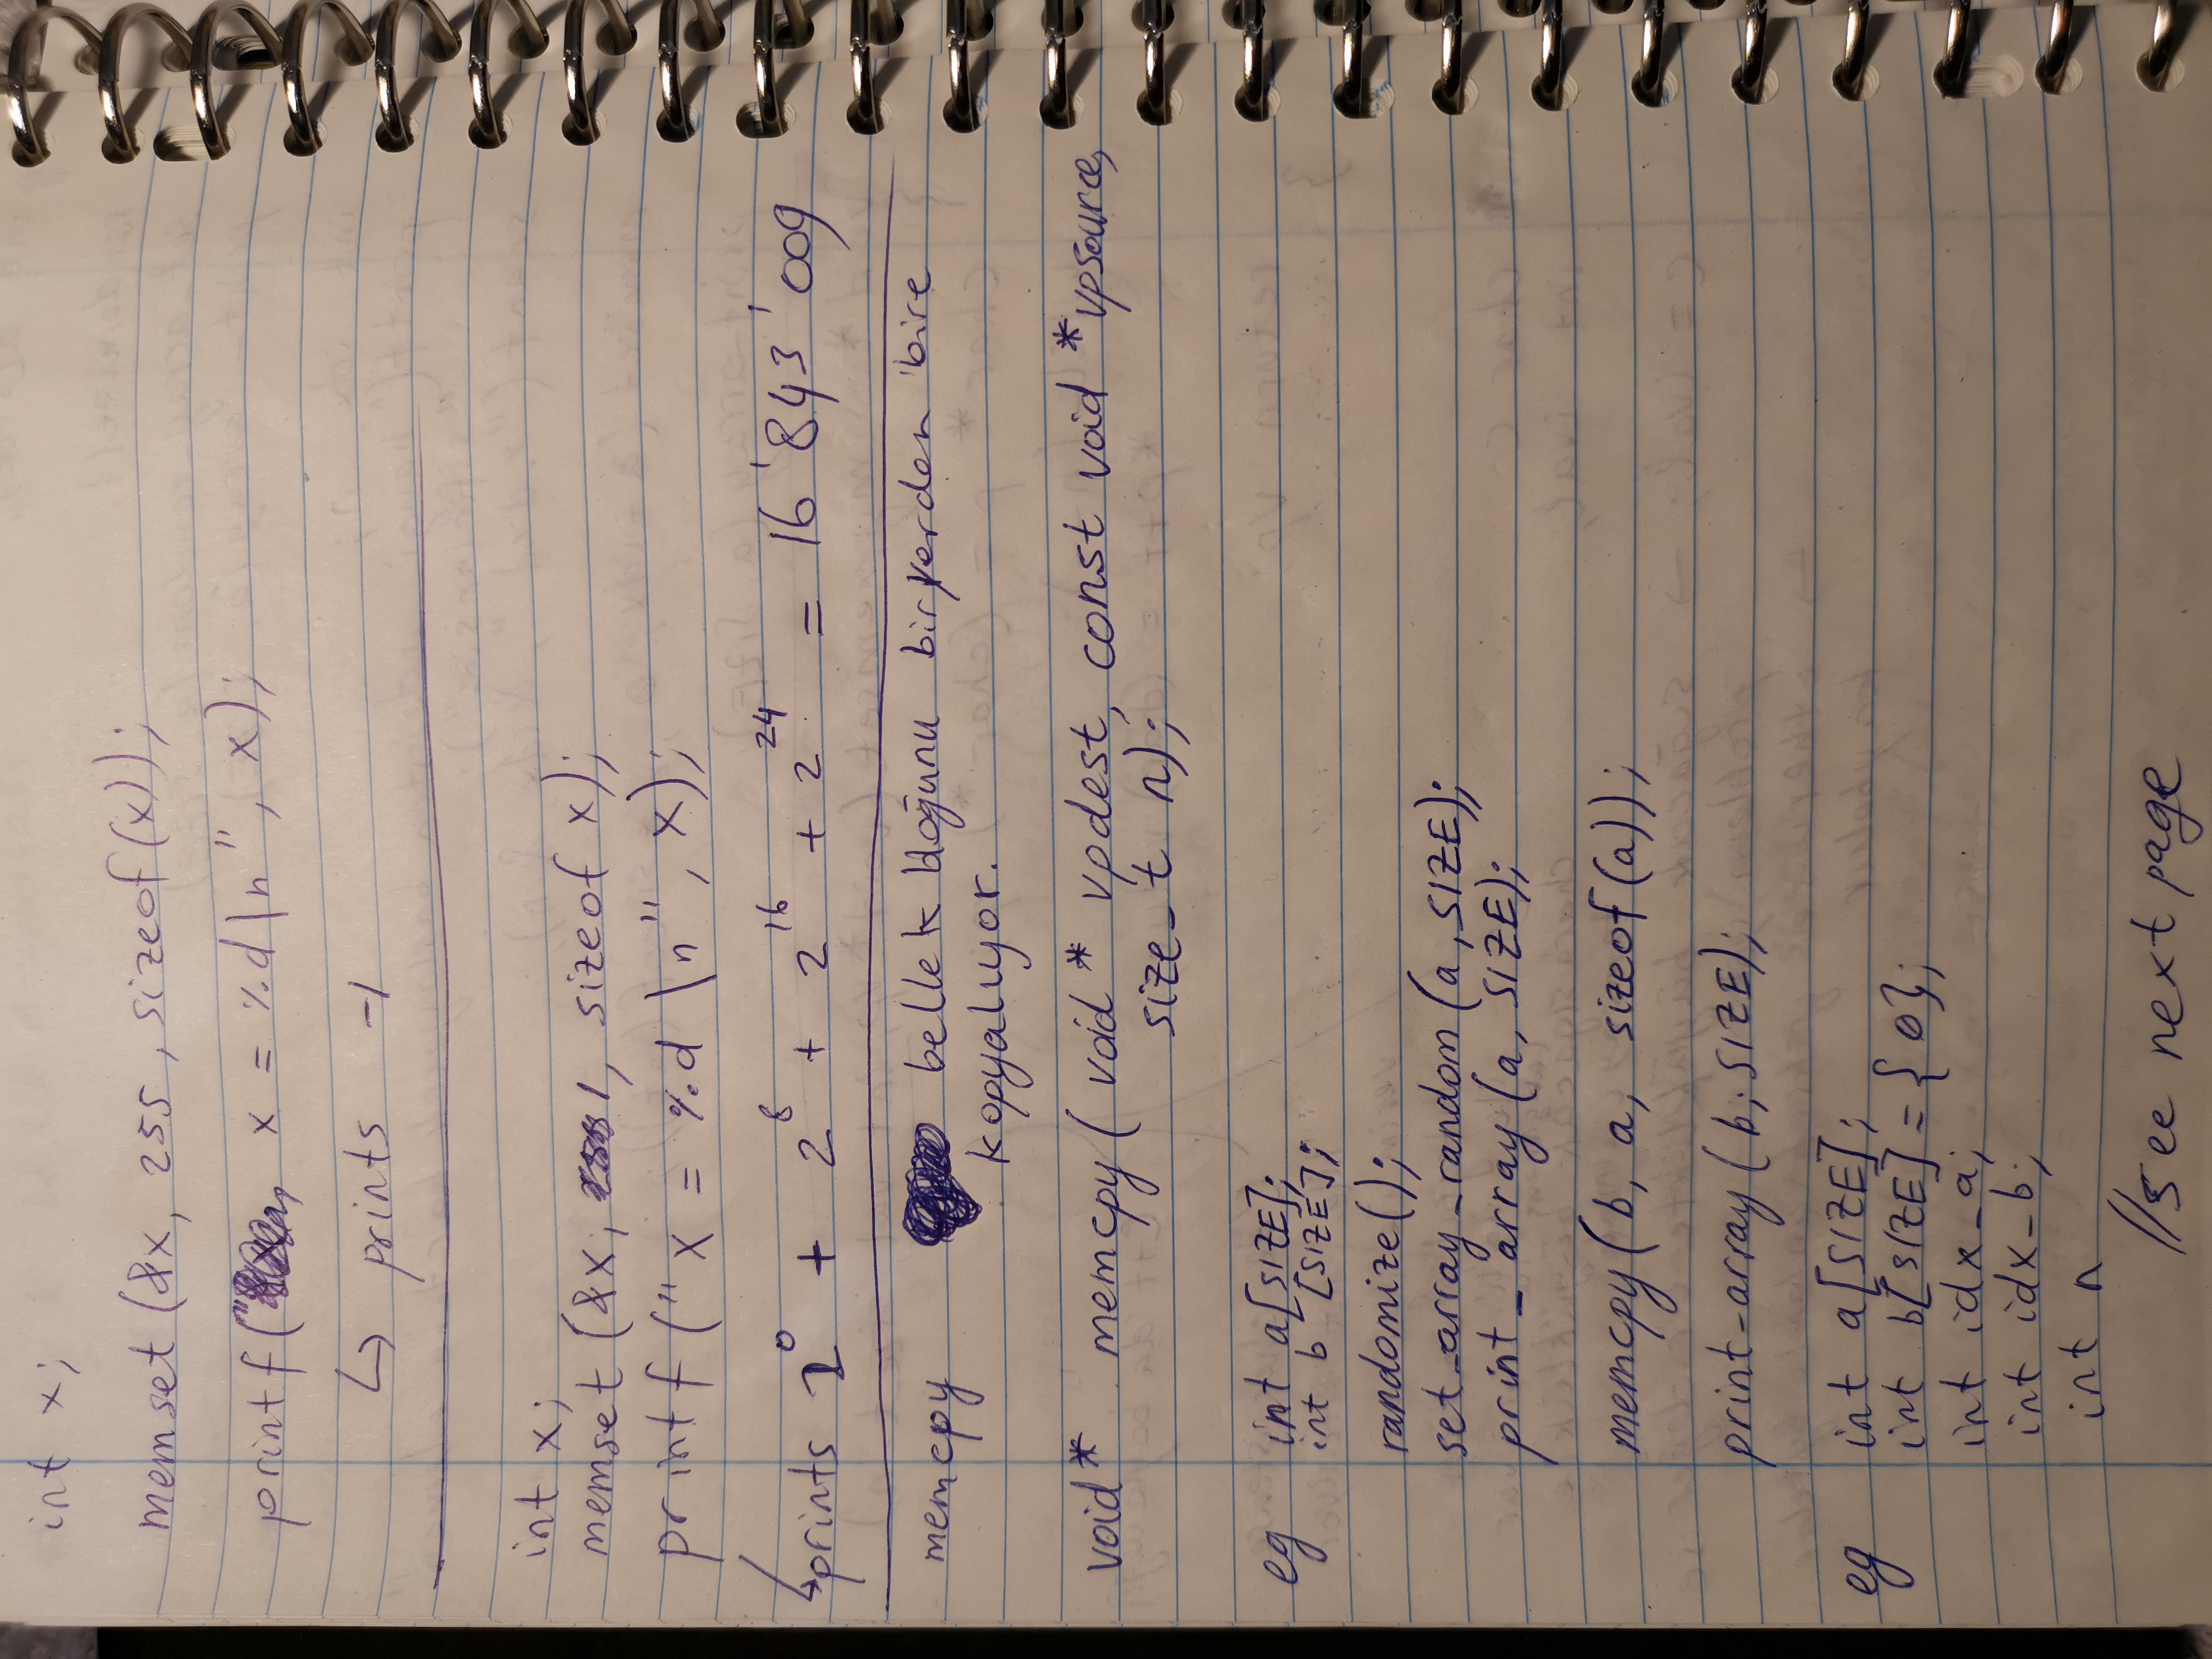 int x;
memset (&x, 255, sizeof(x));
printf(" x = %d\n", x);
↳ prints -1
int x;
memset (&x, 1, sizeof x);
printf ("x = %d \n", x);
↳ prints 2^0 + 2^8 + 2^16 + 2^24 = 16'843'009
memcpy bellek bloğunu bir yerden bire
kopyalıyor.
void* memcpy( void* vpdest, const void *vpsource,
size_t n);
eg int a[SIZE];
int b [SIZE];
randomize();
set_array_random (a, SIZE);
print_array (a, SIZE);
memcpy (b, a, sizeof(a));
print-array (b; SIZE);
eg int a[SIZE];
int b[SIZE] = {0};
int idx_a;
int idx_b;
int n
//see next page